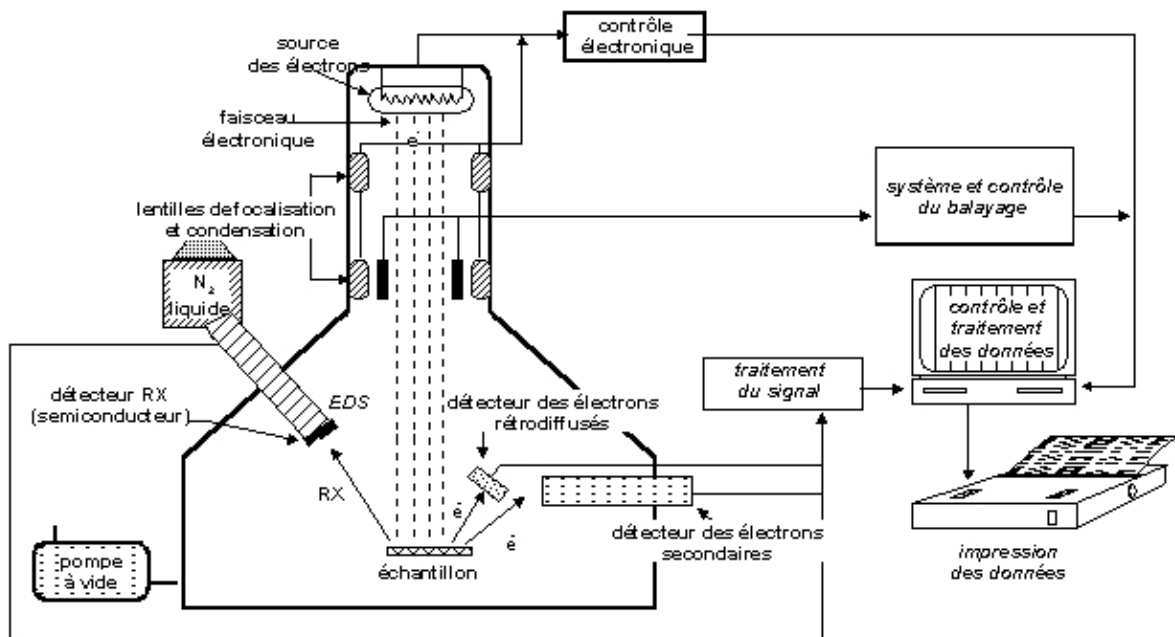 contrôle
électronique
source
des électrons
faisceau
électronique
e⁻
système et contrôle
du balayage
lentilles de focalisation
et condensation
N₂
liquide
contrôle et
traitement
des données
traitement
du signal
détecteur RX
(semiconducteur)
EDS
détecteur des électrons
rétrodiffusés
RX
é
é
détecteur des électrons
secondaires
pompe
à vide
échantillon
impression
des données